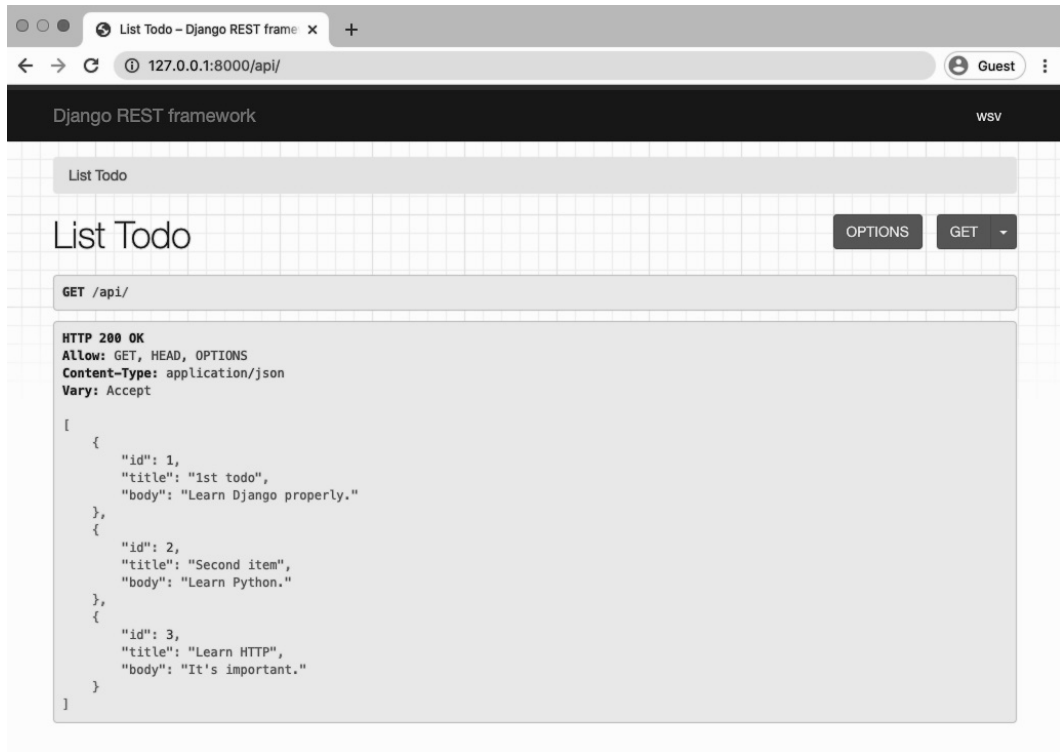 List Todo – Django REST frame
127.0.0.1:8000/api/
Guest
Django REST framework
wsv
List Todo
List Todo
OPTIONS
GET
GET /api/
HTTP 200 OK
Allow: GET, HEAD, OPTIONS
Content-Type: application/json
Vary: Accept
[
    {
        "id": 1,
        "title": "1st todo",
        "body": "Learn Django properly."
    },
    {
        "id": 2,
        "title": "Second item",
        "body": "Learn Python."
    },
    {
        "id": 3,
        "title": "Learn HTTP",
        "body": "It's important."
    }
]